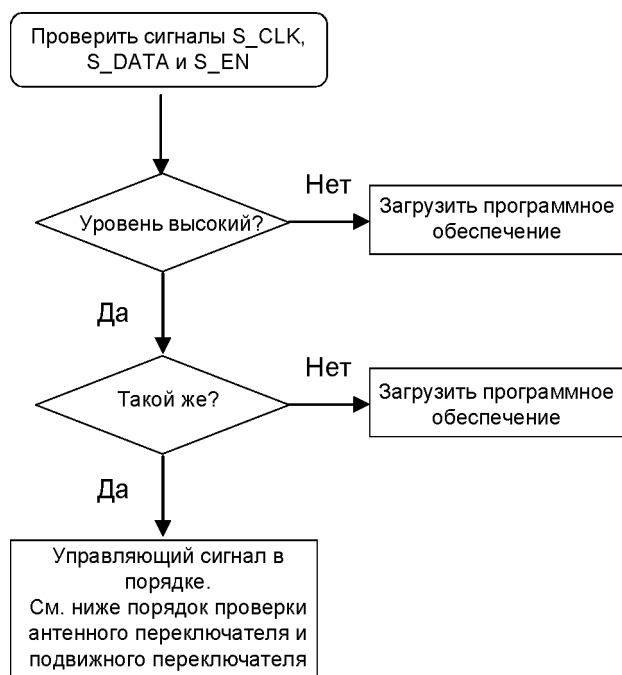 Проверить сигналы S_CLK,
S_DATA и S_EN
Уровень высокий?
Нет
Загрузить программное
обеспечение
Да
Такой же?
Нет
Загрузить программное
обеспечение
Да
Управляющий сигнал в
порядке.
См. ниже порядок проверки
антенного переключателя и
подвижного переключателя